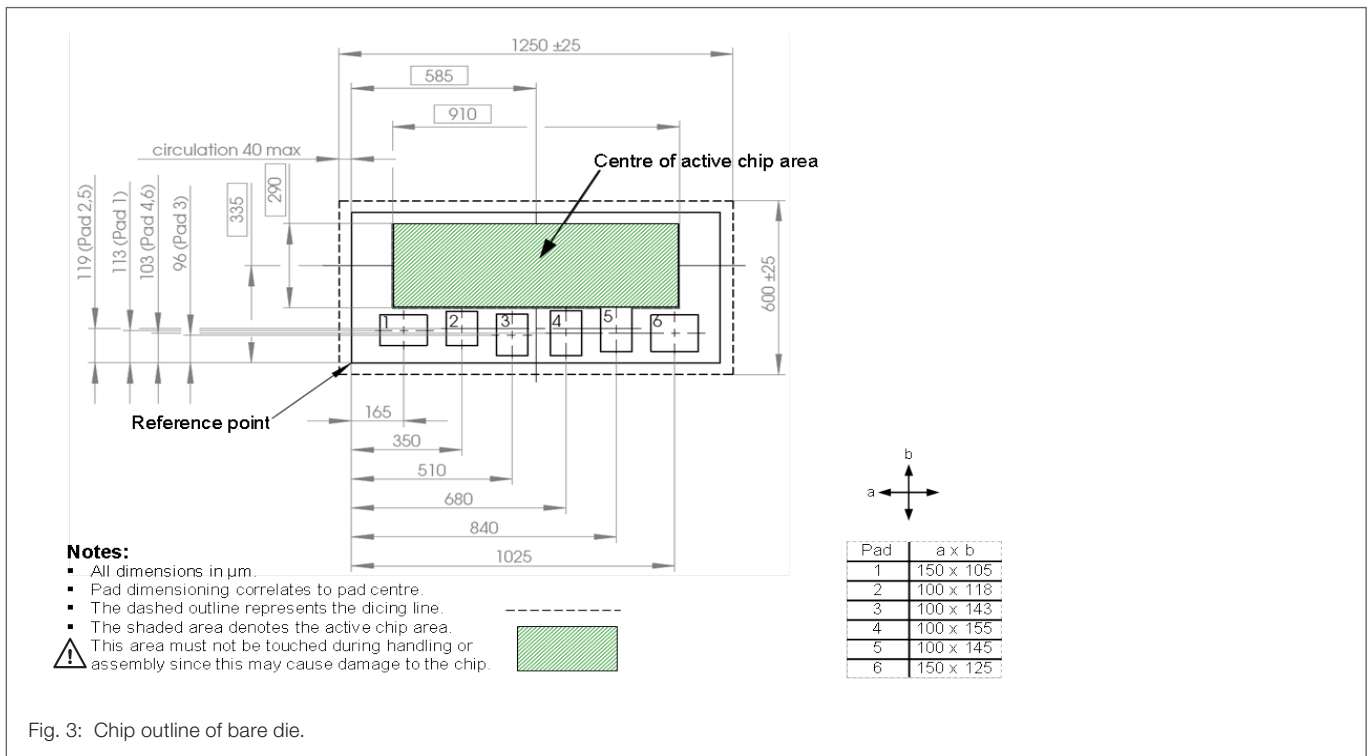 1250 ±25
585
910
circulation 40 max
Centre of active chip area
119 (Pad 2,5)
113 (Pad 1)
103 (Pad 4,6)
96 (Pad 3)
335
290
600 ±25
1
2
3
4
5
6
Reference point
165
350
510
680
840
1025
b
a
Notes:
▪ All dimensions in µm.
▪ Pad dimensioning correlates to pad centre.
▪ The dashed outline represents the dicing line.
▪ The shaded area denotes the active chip area.
This area must not be touched during handling or
assembly since this may cause damage to the chip.
Pad a x b
1 150 x 105
2 100 x 118
3 100 x 143
4 100 x 155
5 100 x 145
6 150 x 125
Fig. 3: Chip outline of bare die.